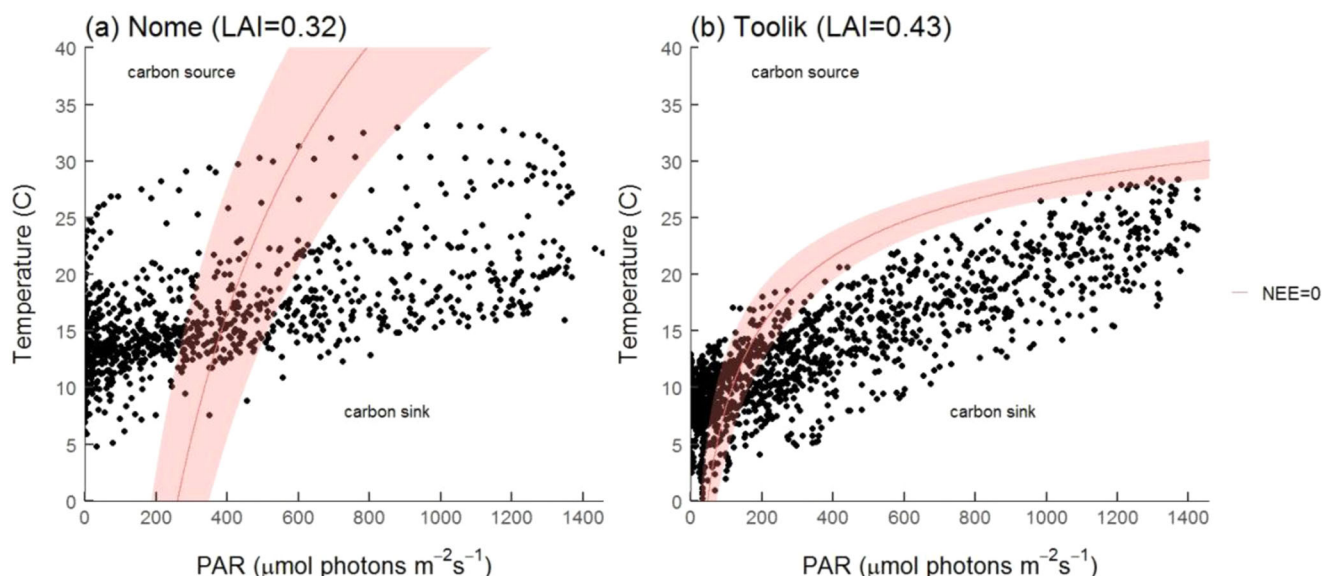 (a) Nome (LAI=0.32)
carbon source
carbon sink
Temperature (C)
40
35
30
25
20
15
10
5
0
0 200 400 600 800 1000 1200 1400
PAR (μmol photons m⁻²s⁻¹)
(b) Toolik (LAI=0.43)
carbon source
carbon sink
Temperature (C)
40
35
30
25
20
15
10
5
0
0 200 400 600 800 1000 1200 1400
PAR (μmol photons m⁻²s⁻¹)
NEE=0